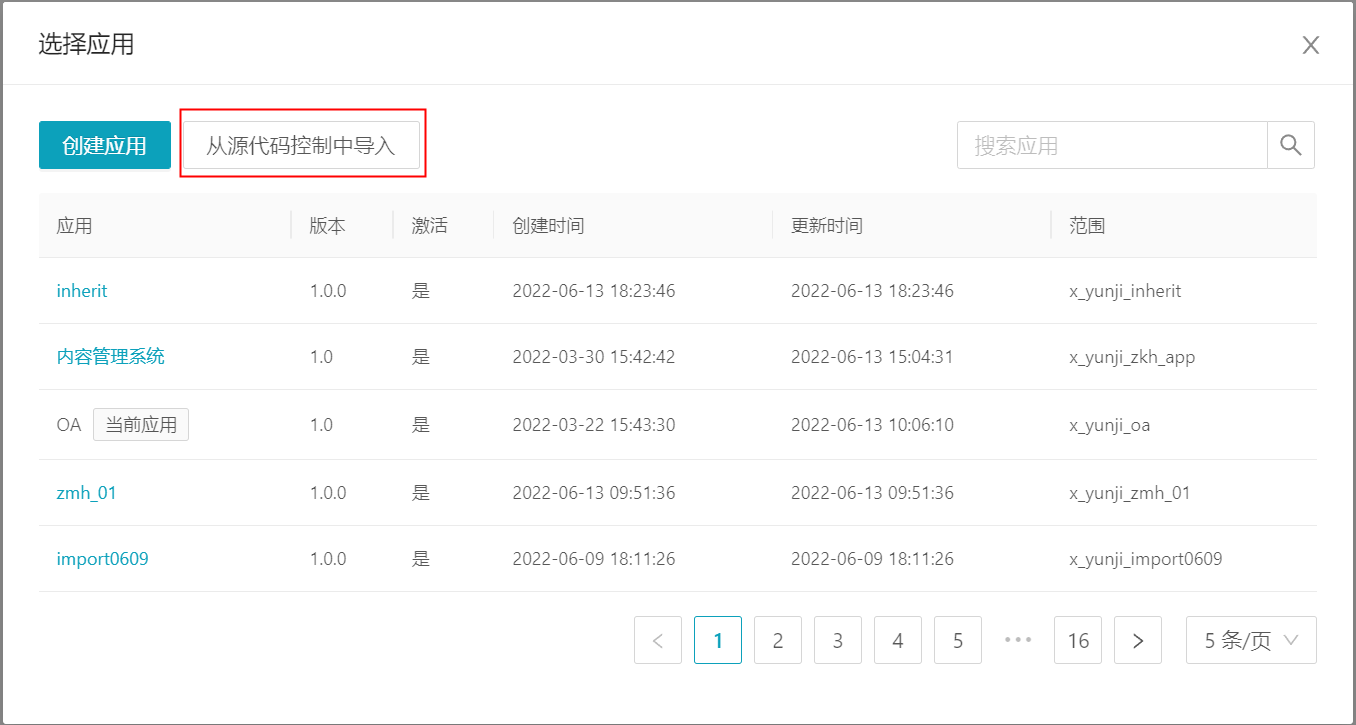 选择应用
创建应用 从源代码控制中导入 搜索应用
应用 版本 激活 创建时间 更新时间 范围
inherit 1.0.0 是 2022-06-13 18:23:46 2022-06-13 18:23:46 x_yunji_inherit
内容管理系统 1.0 是 2022-03-30 15:42:42 2022-06-13 15:04:31 x_yunji_zkh_app
OA 当前应用 1.0 是 2022-03-22 15:43:30 2022-06-13 10:06:10 x_yunji_oa
zmh_01 1.0.0 是 2022-06-13 09:51:36 2022-06-13 09:51:36 x_yunji_zmh_01
import0609 1.0.0 是 2022-06-09 18:11:26 2022-06-09 18:11:26 x_yunji_import0609
< 1 2 3 4 5 ••• 16 > 5 条/页